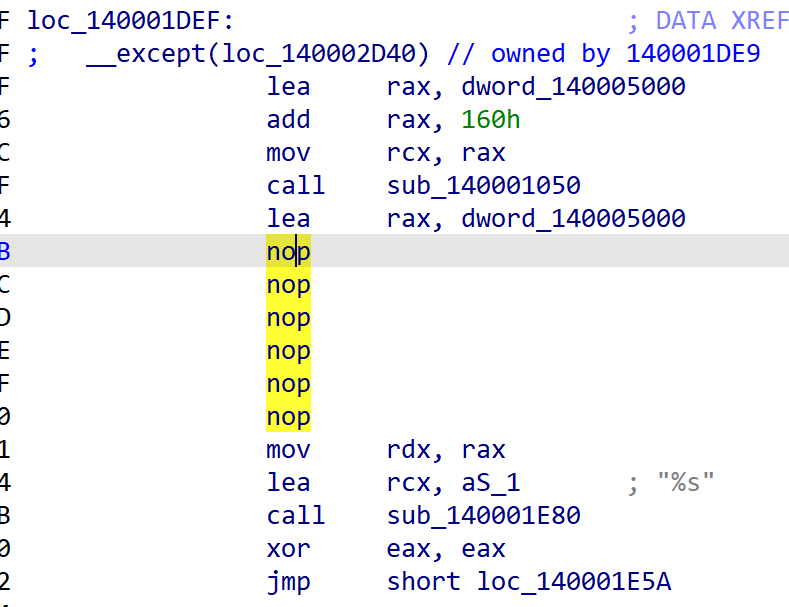 F loc_140001DEF: ; DATA XREF
F ; __except(loc_140002D40) // owned by 140001DE9
F lea rax, dword_140005000
6 add rax, 160h
C mov rcx, rax
F call sub_140001050
4 lea rax, dword_140005000
B nop
C nop
D nop
E nop
F nop
0 nop
1 mov rdx, rax
4 lea rcx, aS_1 ; "%s"
B call sub_140001E80
0 xor eax, eax
2 jmp short loc_140001E5A